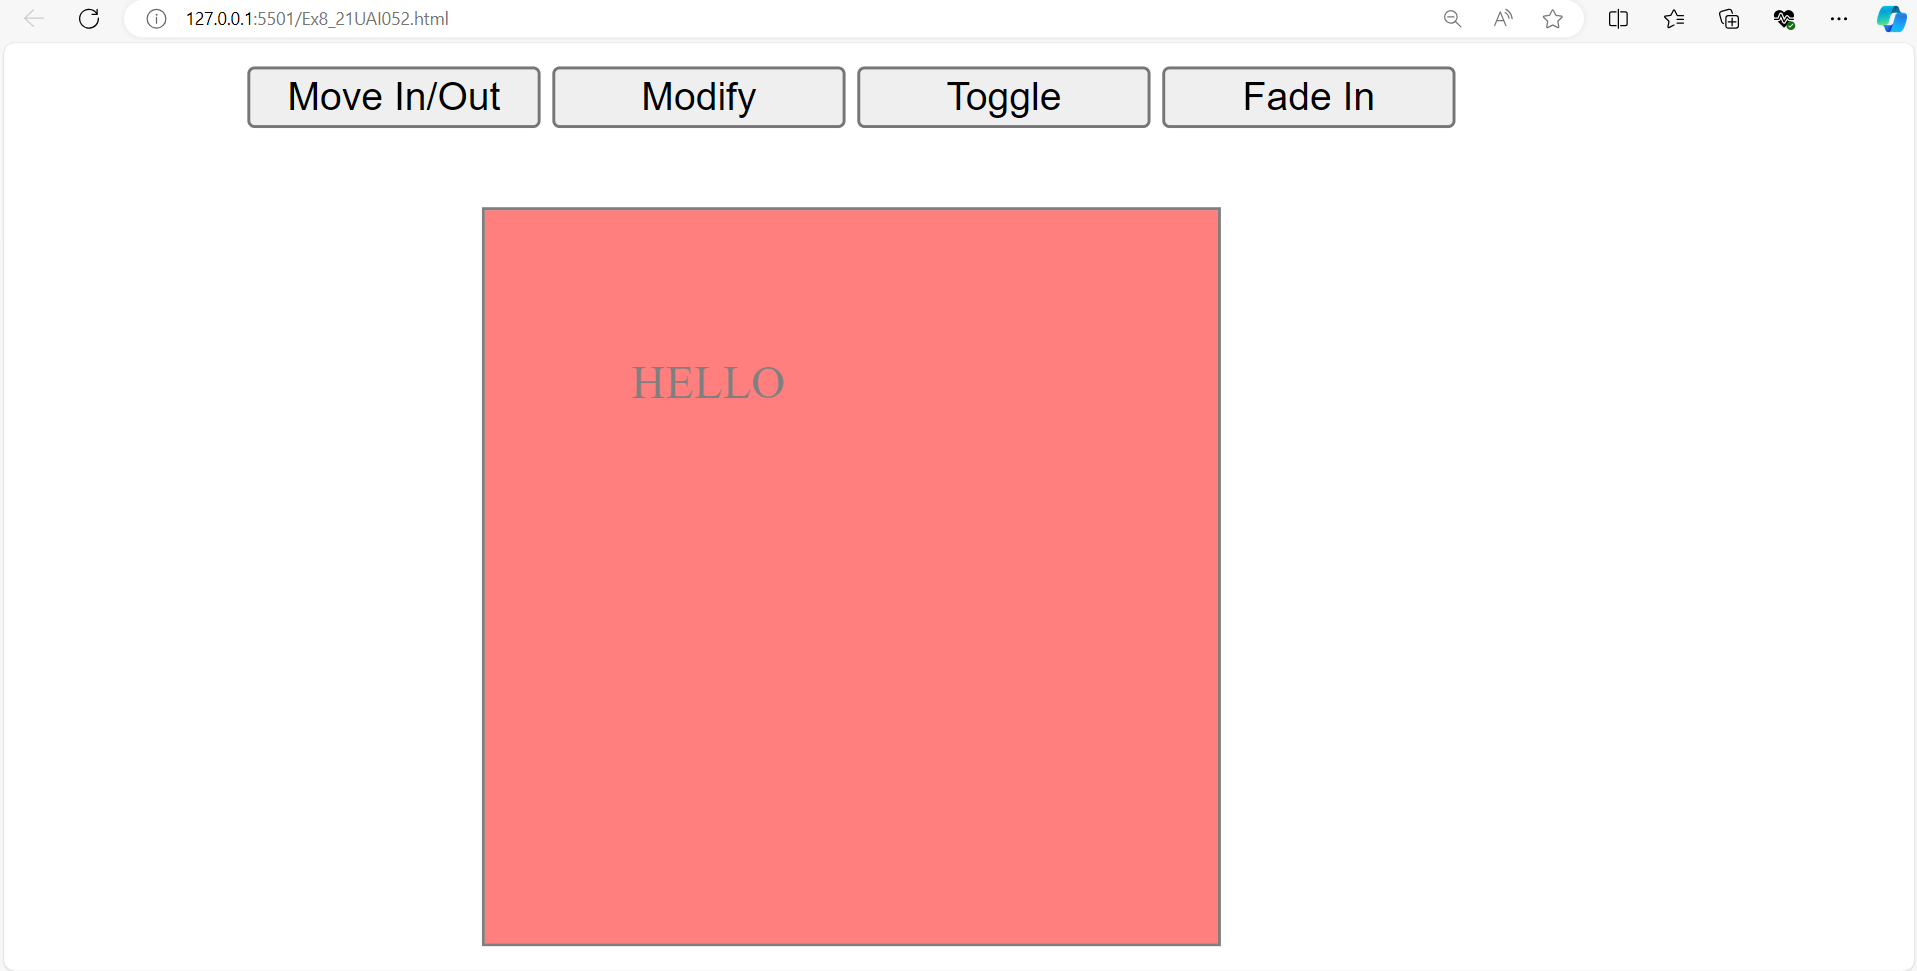 127.0.0.1:5501/Ex8_21UAI052.html
Move In/Out Modify Toggle Fade In
HELLO